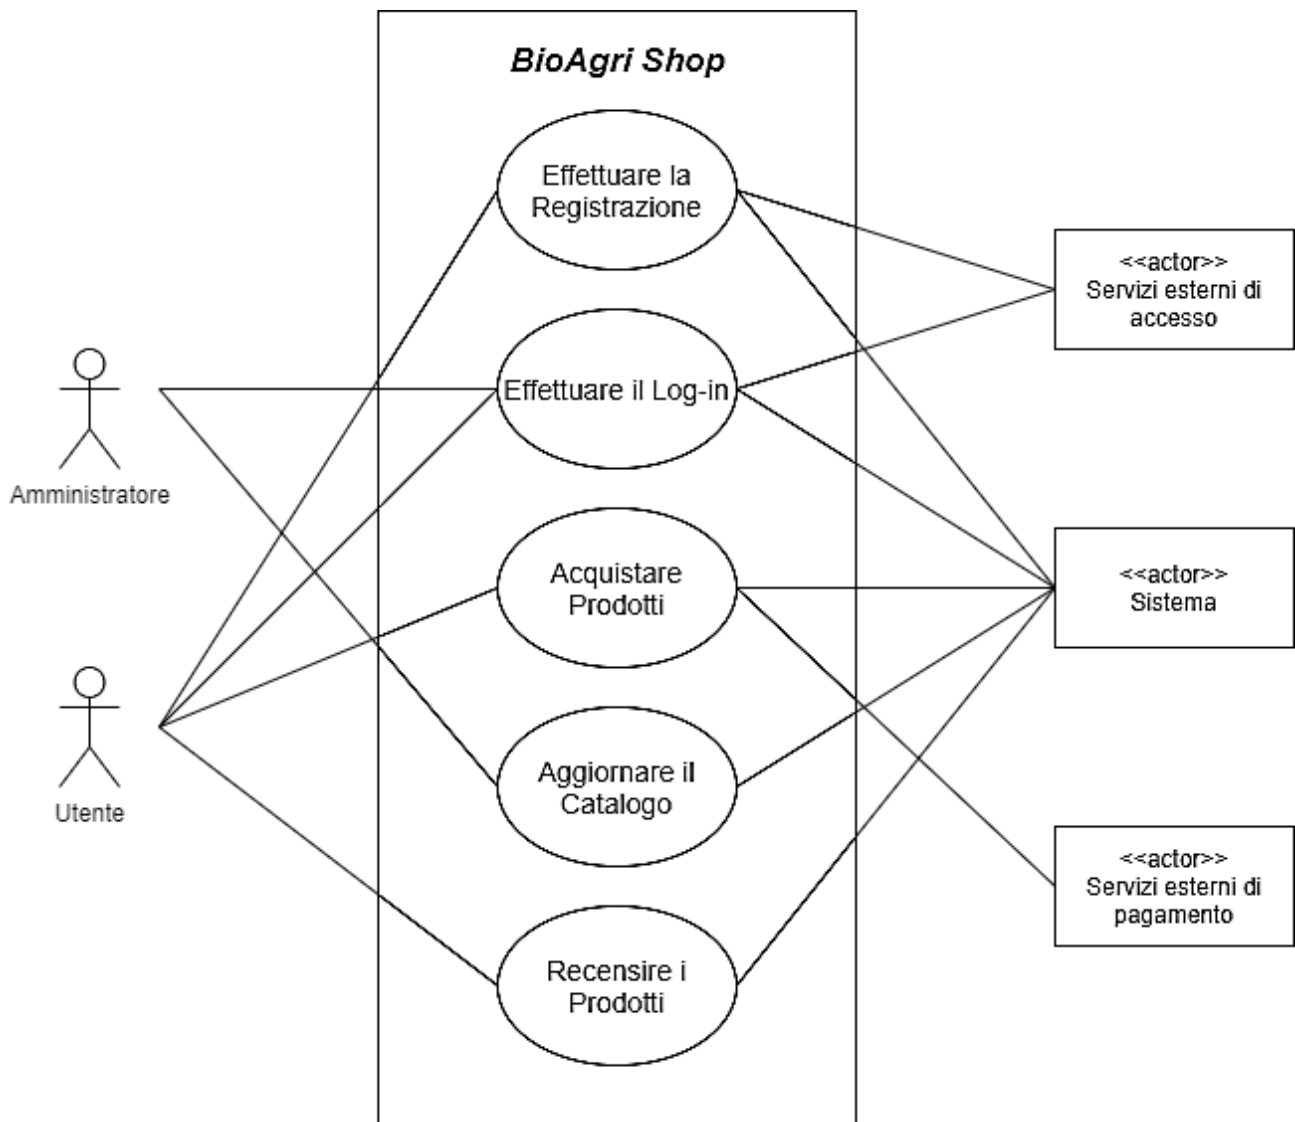 BioAgri Shop
Effettuare la
Registrazione
<<actor>>
Servizi esterni di
accesso
Effettuare il Log-in
Amministratore
Acquistare
Prodotti
<<actor>>
Sistema
Utente
Aggiornare il
Catalogo
<<actor>>
Servizi esterni di
pagamento
Recensire i
Prodotti